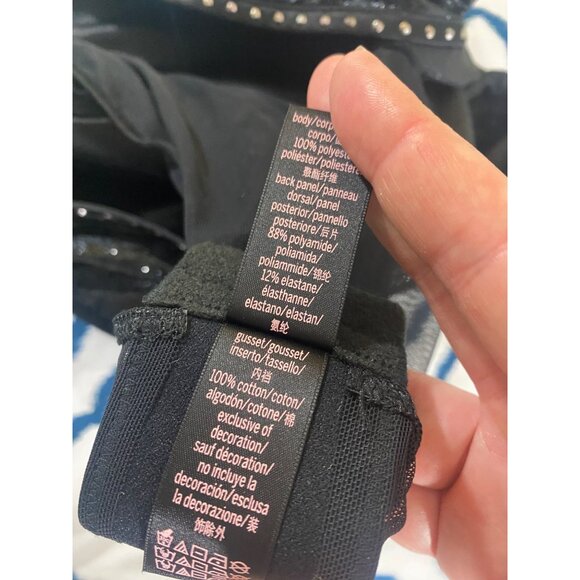 body/corpo
corpo/
100% polyester
poliéster/poliestere
聚酯纤维
back panel/panneau
dorsal/panel
posterior/pannello
posteriore/后片
88% polyamide/
poliamida/
poliammide/锦纶
12% elastane/
élasthanne/
elastano/elastan/
氨纶
gusset/gousset/
inserto/tassello/
内裆
100% cotton/coton/
algodón/cotone/棉
exclusive of
decoration/
sauf décoration/
no incluye la
decoración/esclusa
la decorazione/装
饰除外